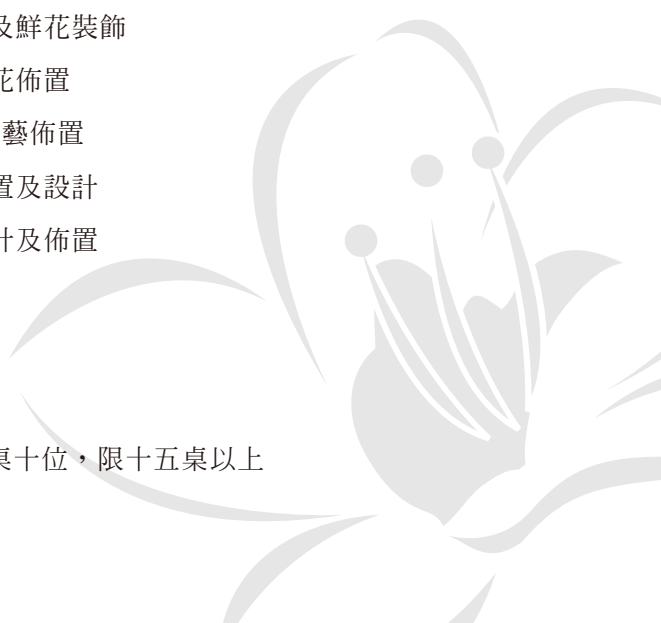 及鮮花裝飾
花佈置
藝佈置
置及設計
計及佈置
桌十位，限十五桌以上